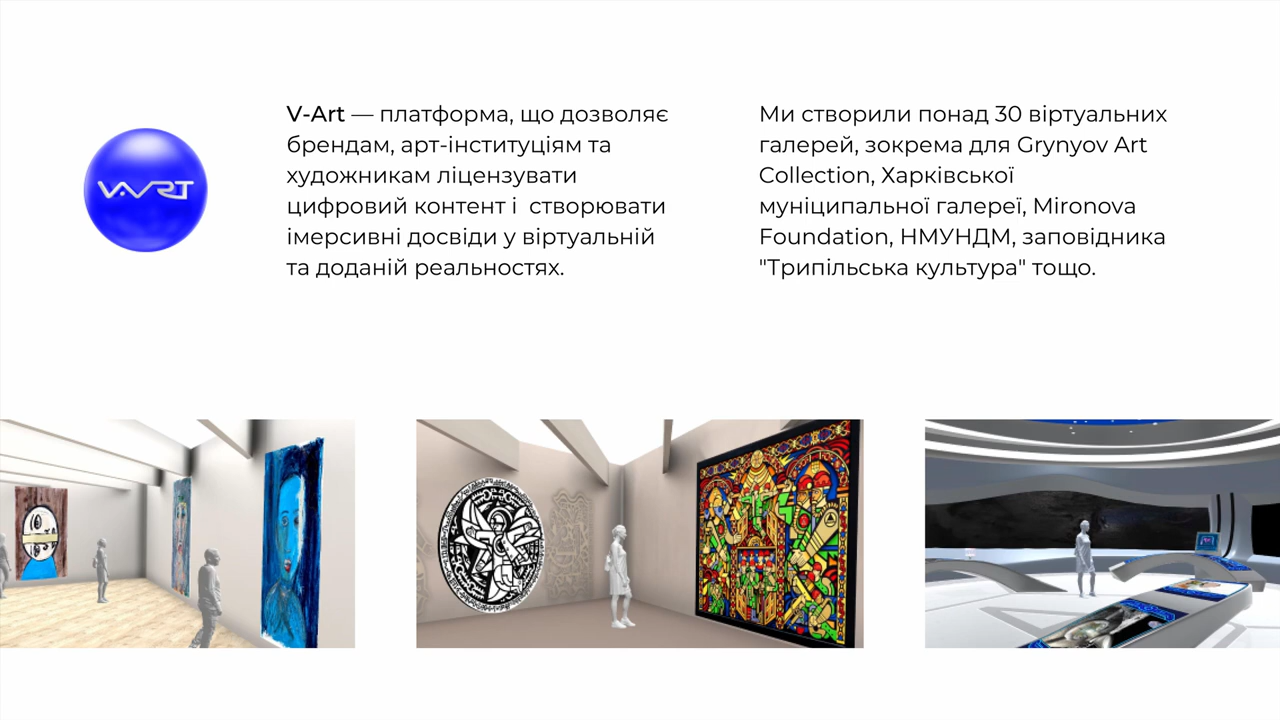 V-ART
V-Art — платформа, що дозволяє
брендам, арт-інституціям та
художникам ліцензувати
цифровий контент і  створювати
імерсивні досвіди у віртуальній
та доданій реальностях.
Ми створили понад 30 віртуальних
галерей, зокрема для Grynyov Art
Collection, Харківської
муніципальної галереї, Mironova
Foundation, НМУНДМ, заповідника
"Трипільська культура" тощо.